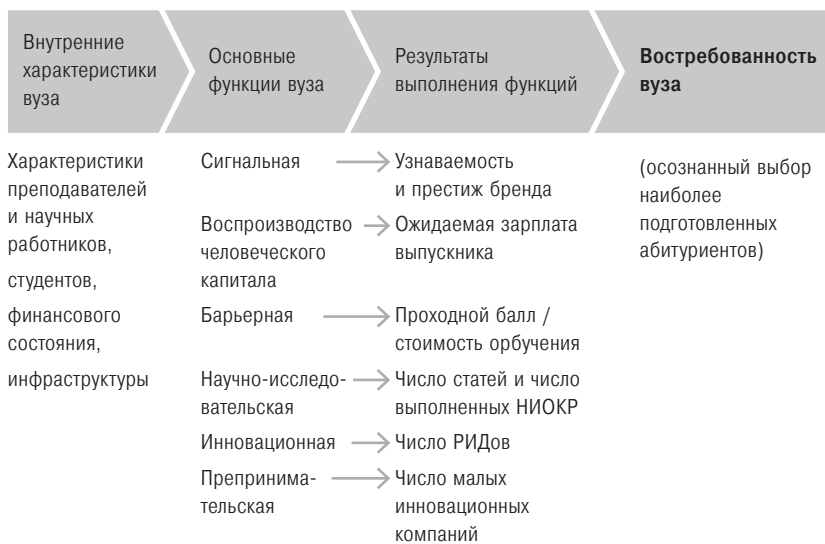 Внутренние
характеристики
вуза
Основные
функции вуза
Результаты
выполнения функций
Востребованность
вуза
Характеристики
преподавателей
и научных
работников,
студентов,
финансового
состояния,
инфраструктуры
Сигнальная
Узнаваемость
и престиж бренда
Воспроизводство
человеческого
капитала
Ожидаемая зарплата
выпускника
Барьерная
Проходной балл /
стоимость орбучения
Научно-исследо-
вательская
Число статей и число
выполненных НИОКР
Инновационная
Число РИДов
Препринима-
тельская
Число малых
инновационных
компаний
(осознанный выбор
наиболее
подготовленных
абитуриентов)